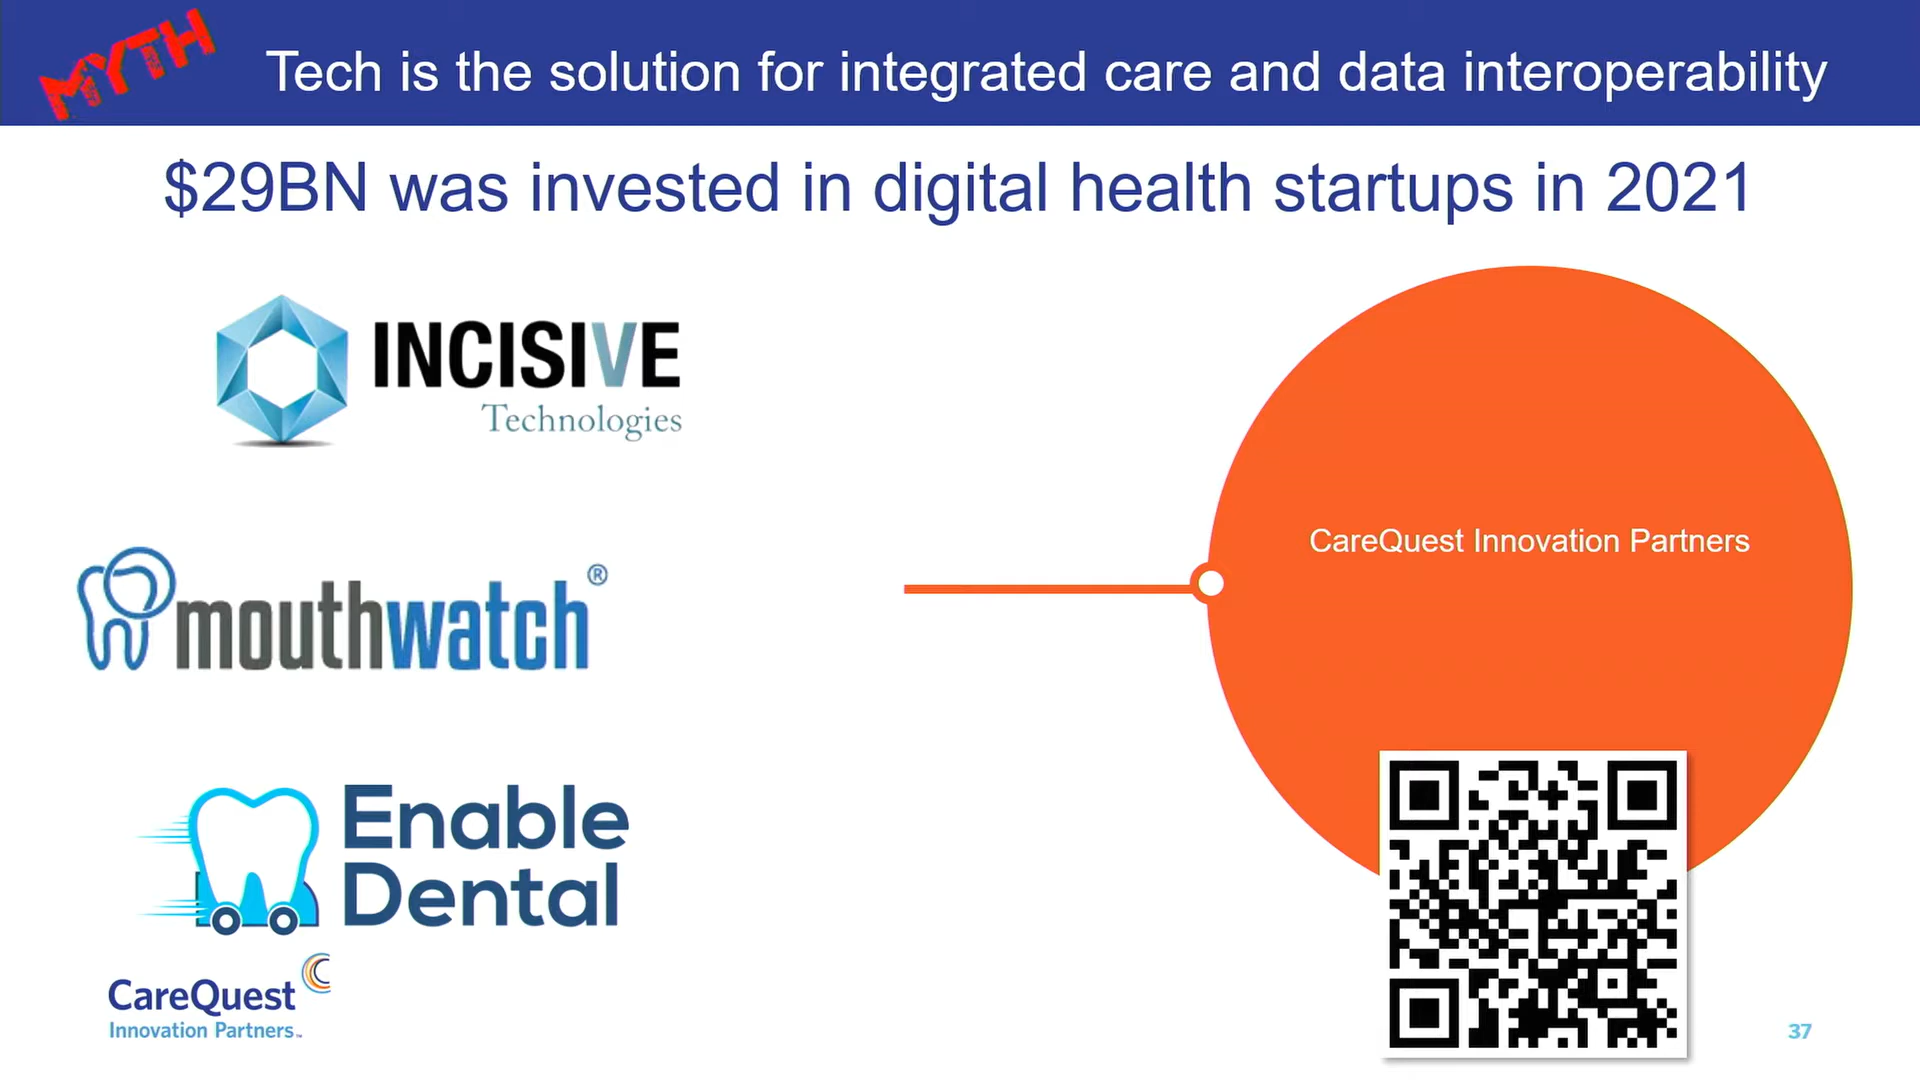 MYTH
Tech is the solution for integrated care and data interoperability
$29BN was invested in digital health startups in 2021
INCISIVE
Technologies
mouthwatch®
CareQuest Innovation Partners
Enable
Dental
CareQuest
Innovation Partners™
37